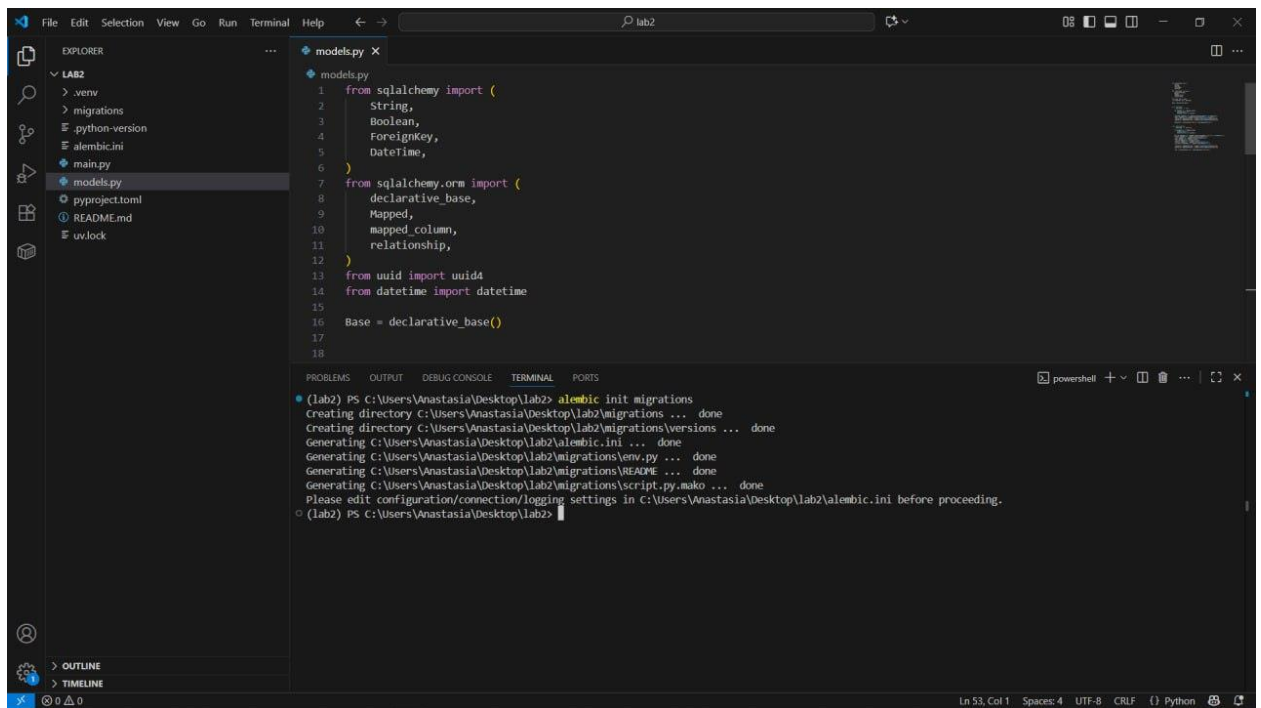 File Edit Selection View Go Run Terminal Help
lab2
EXPLORER
LAB2
.venv
migrations
.python-version
alembic.ini
main.py
models.py
pyproject.toml
README.md
uv.lock
OUTLINE
TIMELINE
models.py
models.py
1 from sqlalchemy import (
2 String,
3 Boolean,
4 ForeignKey,
5 DateTime,
6 )
7 from sqlalchemy.orm import (
8 declarative_base,
9 Mapped,
10 mapped_column,
11 relationship,
12 )
13 from uuid import uuid4
14 from datetime import datetime
15
16 Base = declarative_base()
17
18
PROBLEMS OUTPUT DEBUG CONSOLE TERMINAL PORTS
powershell
(lab2) PS C:\Users\Anastasia\Desktop\lab2> alembic init migrations
Creating directory C:\Users\Anastasia\Desktop\lab2\migrations ... done
Creating directory C:\Users\Anastasia\Desktop\lab2\migrations\versions ... done
Generating C:\Users\Anastasia\Desktop\lab2\alembic.ini ... done
Generating C:\Users\Anastasia\Desktop\lab2\migrations\env.py ... done
Generating C:\Users\Anastasia\Desktop\lab2\migrations\README ... done
Generating C:\Users\Anastasia\Desktop\lab2\migrations\script.py.mako ... done
Please edit configuration/connection/logging settings in C:\Users\Anastasia\Desktop\lab2\alembic.ini before proceeding.
(lab2) PS C:\Users\Anastasia\Desktop\lab2>
1
0 0 Ln 53, Col 1 Spaces: 4 UTF-8 CRLF {} Python